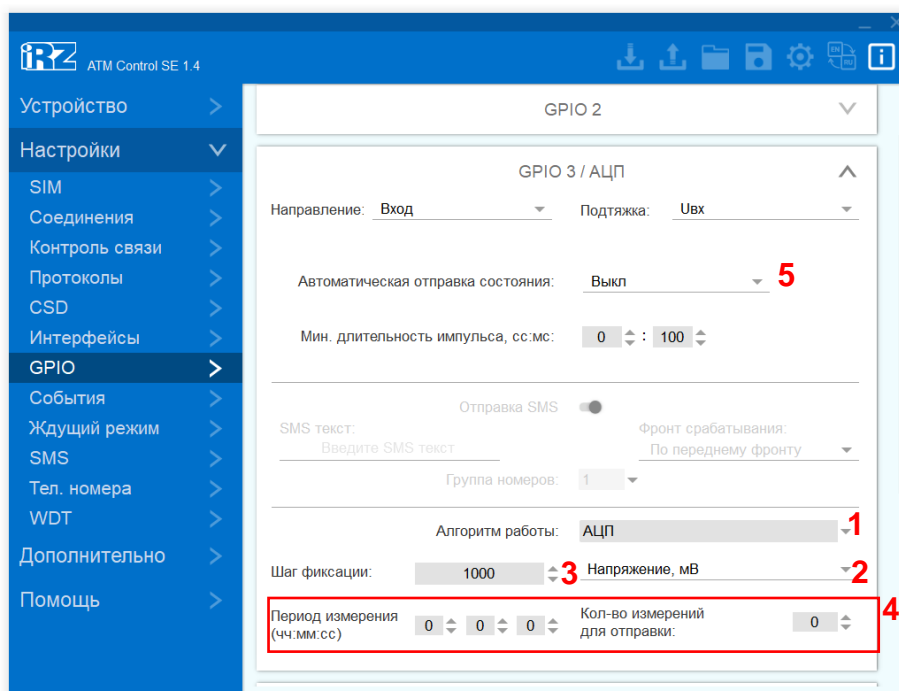 iRZ ATM Control SE 1.4
EN
RU
Устройство
Настройки
SIM
Соединения
Контроль связи
Протоколы
CSD
Интерфейсы
GPIO
События
Ждущий режим
SMS
Тел. номера
WDT
Дополнительно
Помощь
GPIO 2
GPIO 3 / АЦП
Направление: Вход Подтяжка: Uвх
Автоматическая отправка состояния: Выкл 5
Мин. длительность импульса, сс:мс: 0 : 100
Отправка SMS
SMS текст: Фронт срабатывания:
Введите SMS текст По переднему фронту
Группа номеров: 1
Алгоритм работы: АЦП 1
Шаг фиксации: 1000 3 Напряжение, мВ 2
Период измерения Кол-во измерений 4
(чч:мм:сс) 0 0 0 для отправки: 0